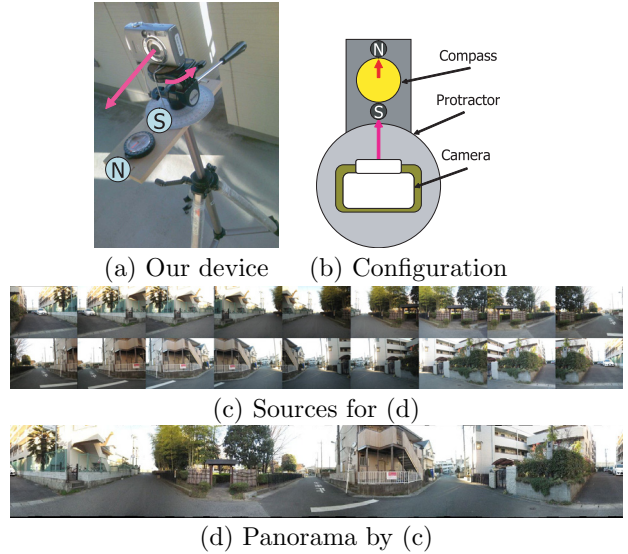 N
S
N
S
Compass
Protractor
Camera
(a) Our device
(b) Configuration
(c) Sources for (d)
(d) Panorama by (c)